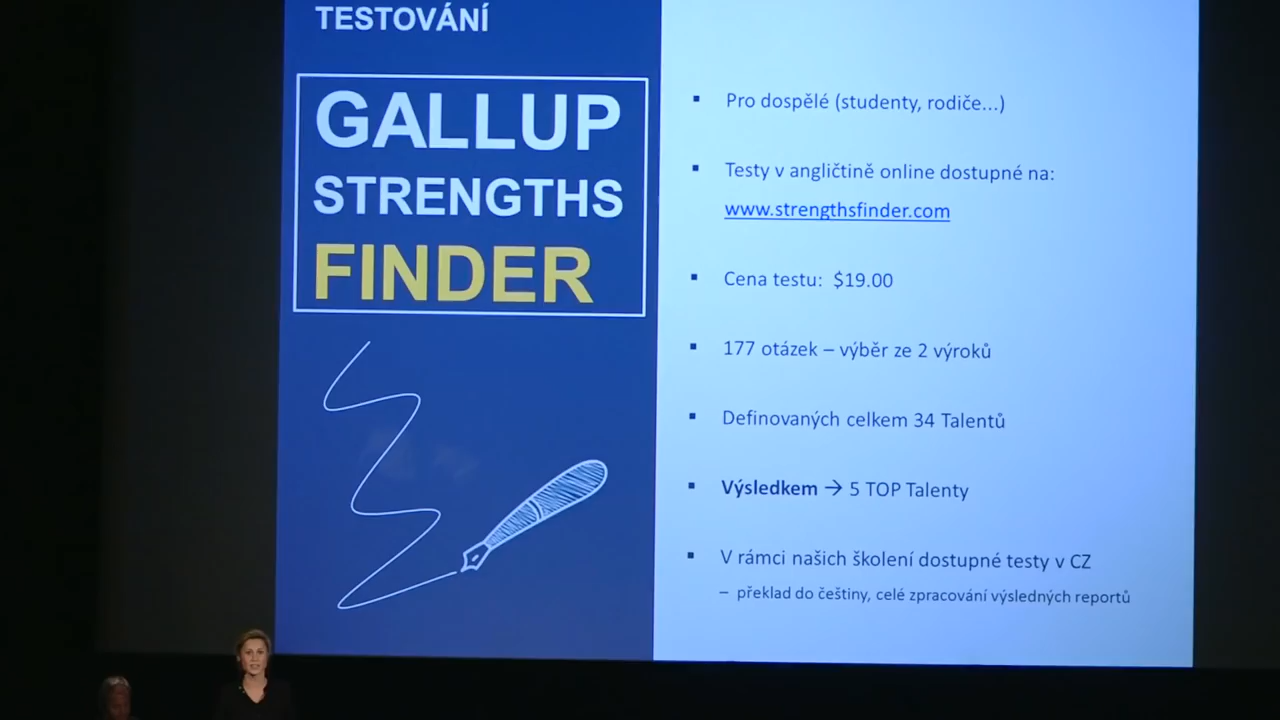 TESTOVÁNÍ
GALLUP
STRENGTHS
FINDER
▪ Pro dospělé (studenty, rodiče...)
▪ Testy v angličtině online dostupné na:
www.strengthsfinder.com
▪ Cena testu: $19.00
▪ 177 otázek – výběr ze 2 výroků
▪ Definovaných celkem 34 Talentů
▪ Výsledkem → 5 TOP Talenty
▪ V rámci našich školení dostupné testy v CZ
– překlad do češtiny, celé zpracování výsledných reportů